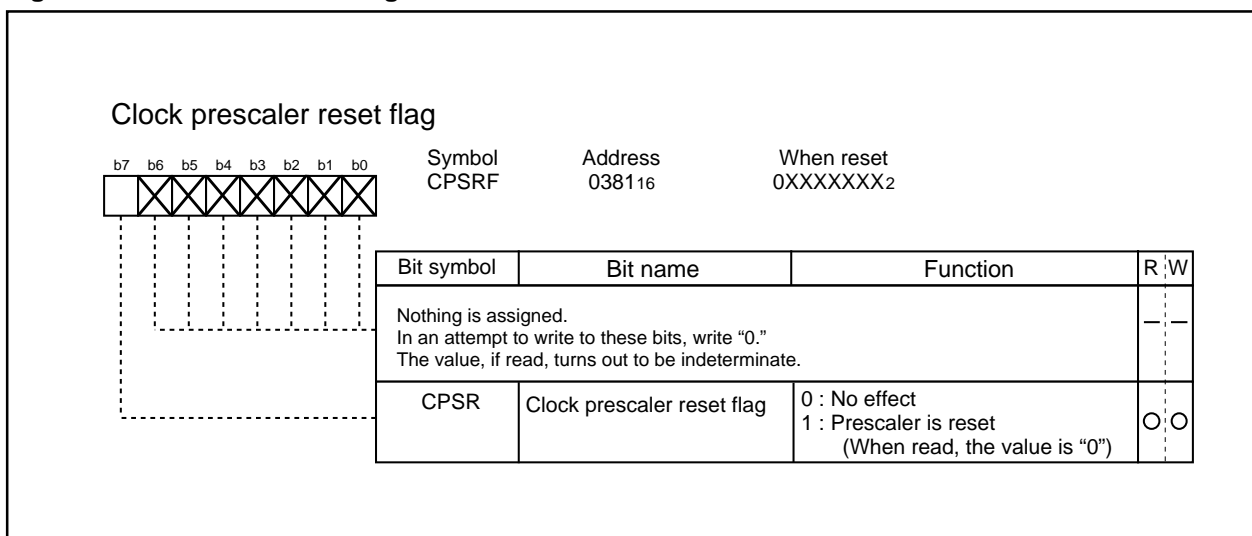 Clock prescaler reset flag
b7 b6 b5 b4 b3 b2 b1 b0
Symbol Address When reset
CPSRF 038116 0XXXXXXX2
Bit symbol Bit name Function R W
Nothing is assigned.
In an attempt to write to these bits, write “0.”
The value, if read, turns out to be indeterminate.
— —
CPSR Clock prescaler reset flag 0 : No effect
1 : Prescaler is reset
(When read, the value is “0”)
O O